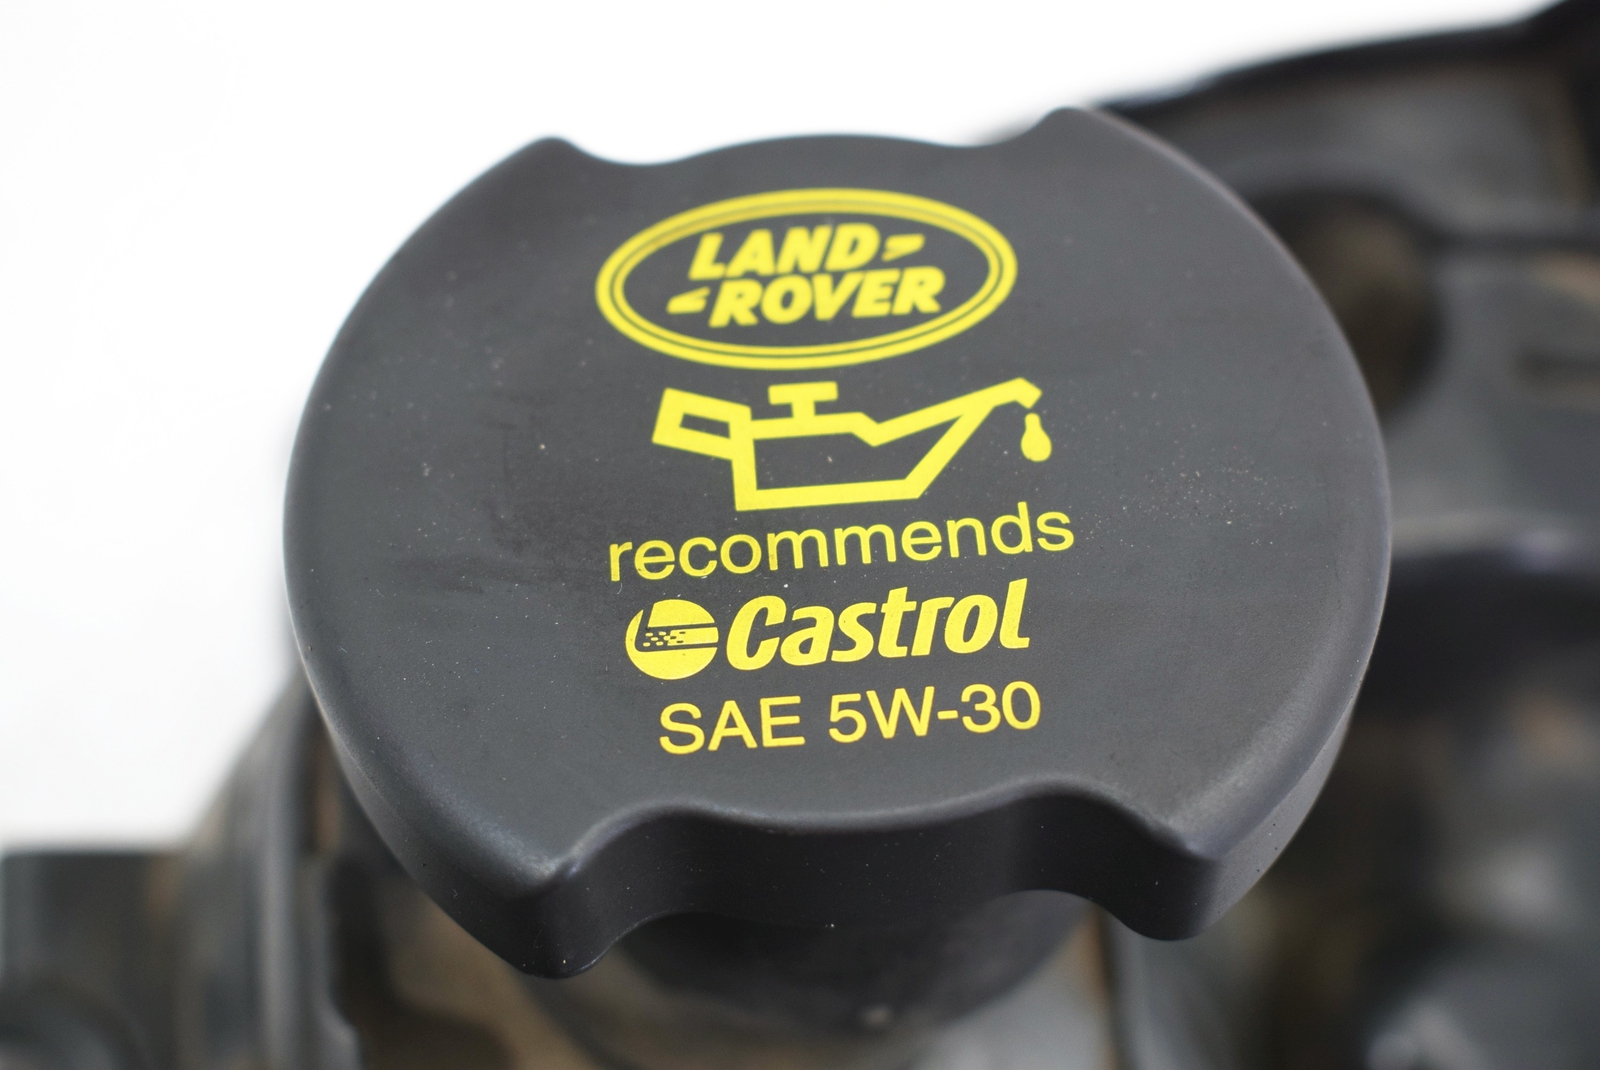 LAND
ROVER
recommends
Castrol
SAE 5W-30